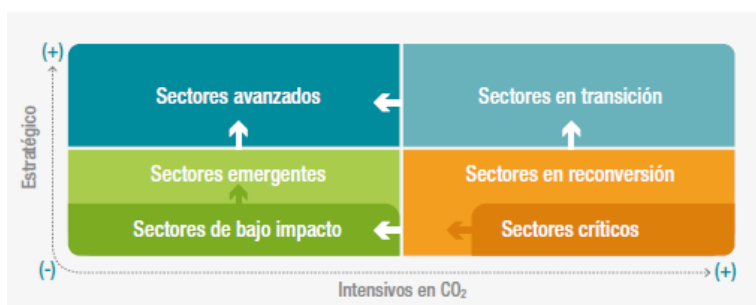 (+)
Estratégico
Sectores avanzados
Sectores en transición
Sectores emergentes
Sectores en reconversión
Sectores de bajo impacto
Sectores críticos
(-)
(+)
Intensivos en CO₂